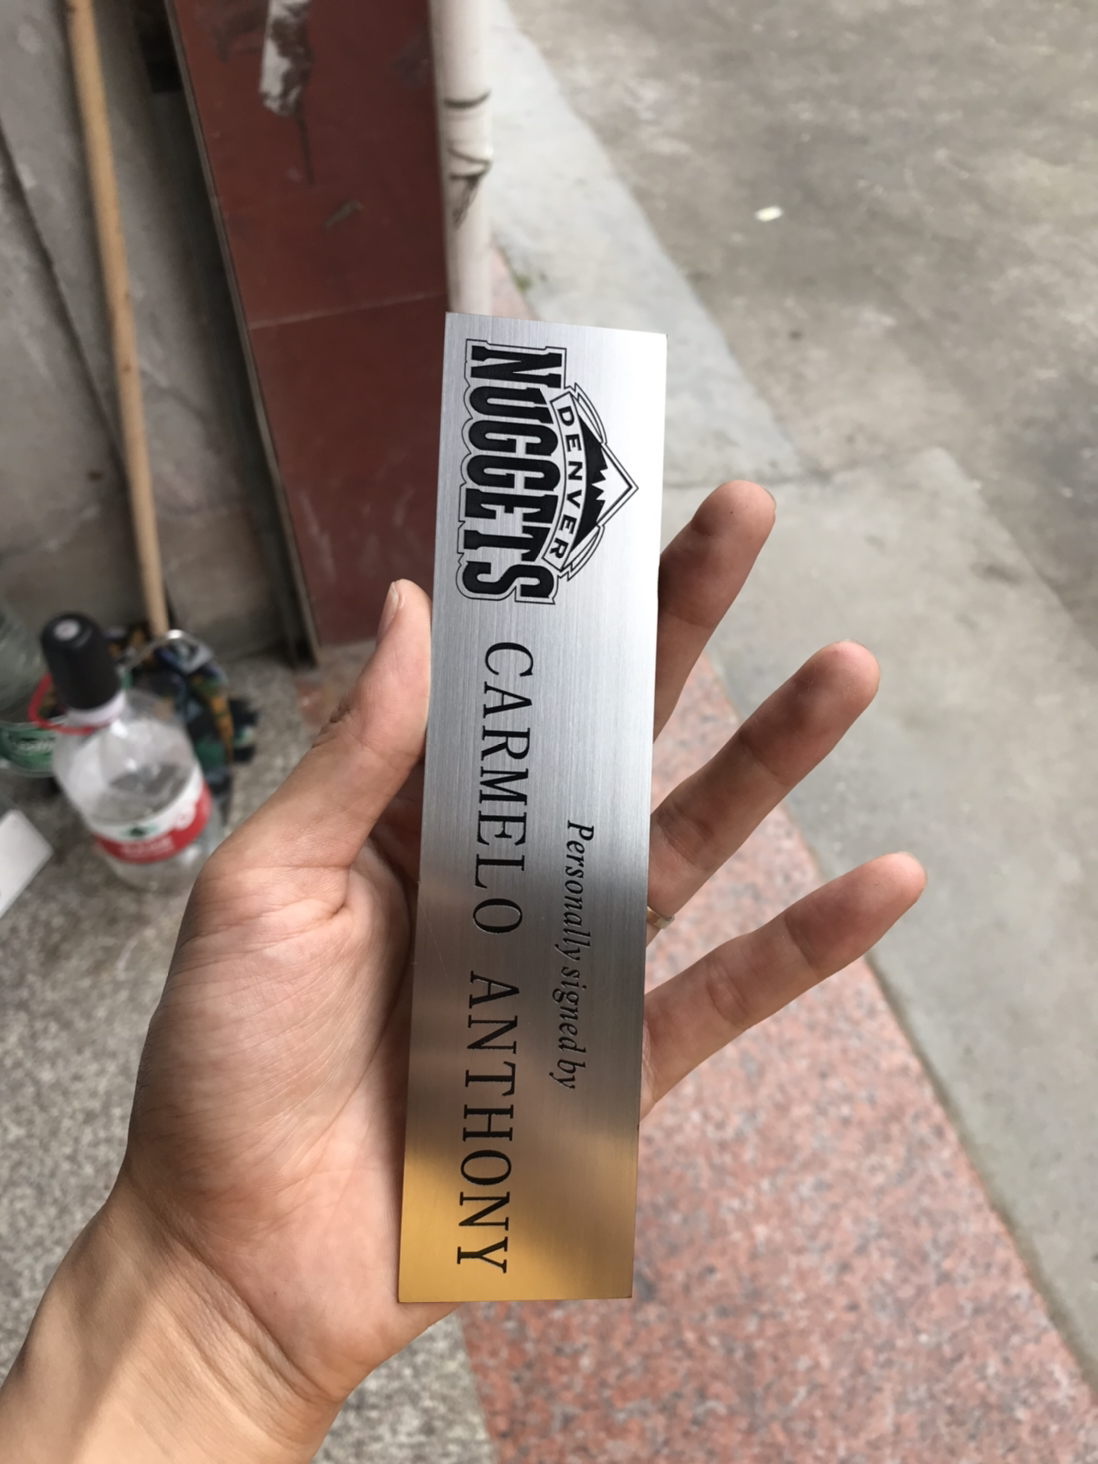 DENVER
NUGGETS
Personally signed by
CARMELO ANTHONY